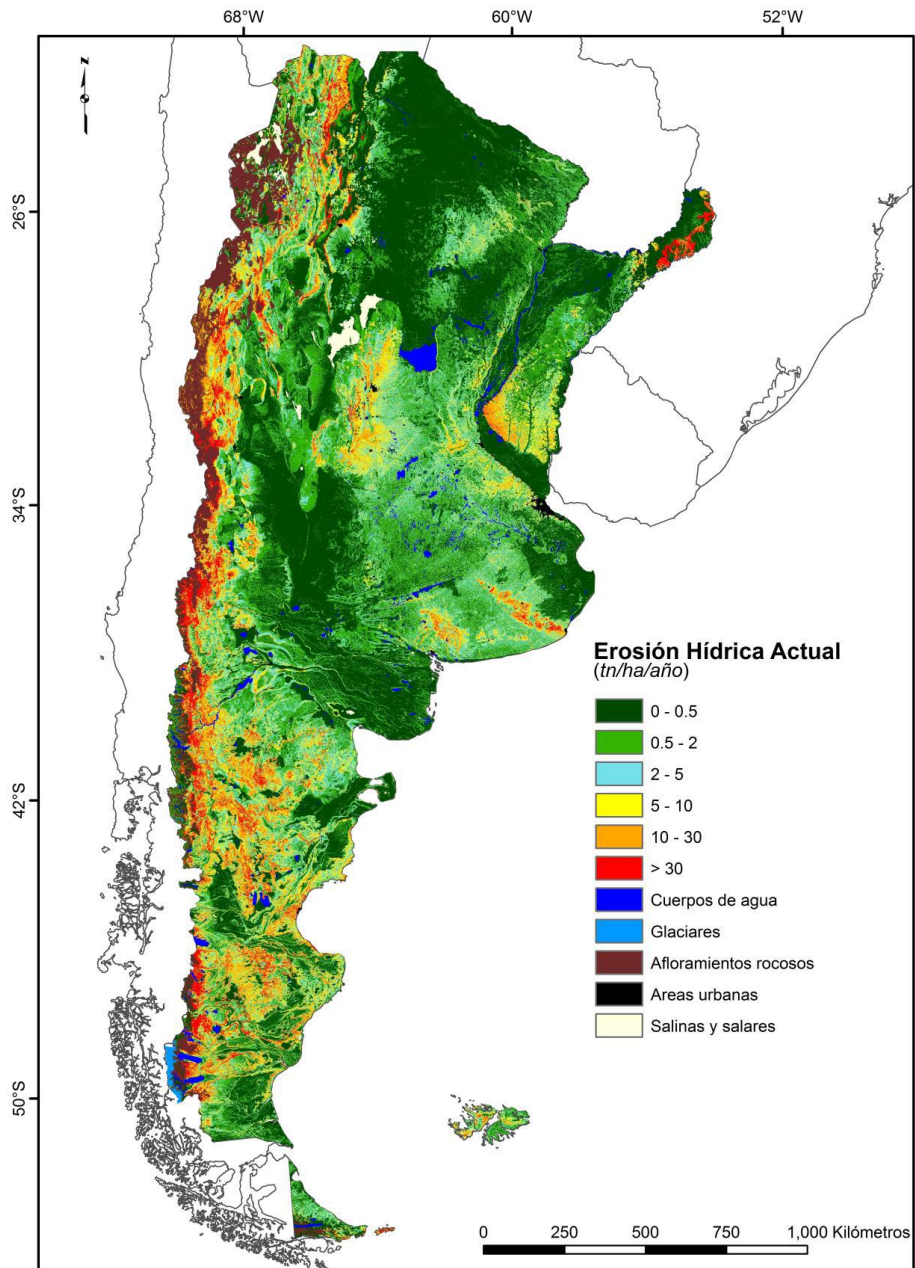 68°W 60°W 52°W
z
26°S
34°S
Erosión Hídrica Actual
(tn/ha/año)
0 - 0.5
0.5 - 2
2 - 5
5 - 10
10 - 30
> 30
Cuerpos de agua
Glaciares
Afloramientos rocosos
Areas urbanas
Salinas y salares
42°S
50°S
0 250 500 750 1,000 Kilómetros